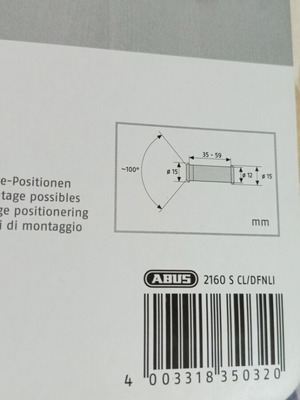 35 - 59
~100°
ø 15
ø 12
ø 15
mm
e-Positionen
tage possibles
ge positionering
i di montaggio
ABUS 2160 S CL/DFNLI
4 003318 350320